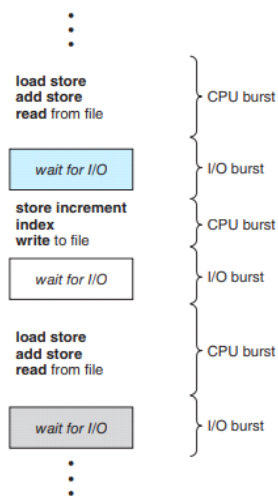 load store
add store
read from file
CPU burst
wait for I/O
I/O burst
store increment
index
write to file
CPU burst
wait for I/O
I/O burst
load store
add store
read from file
CPU burst
wait for I/O
I/O burst